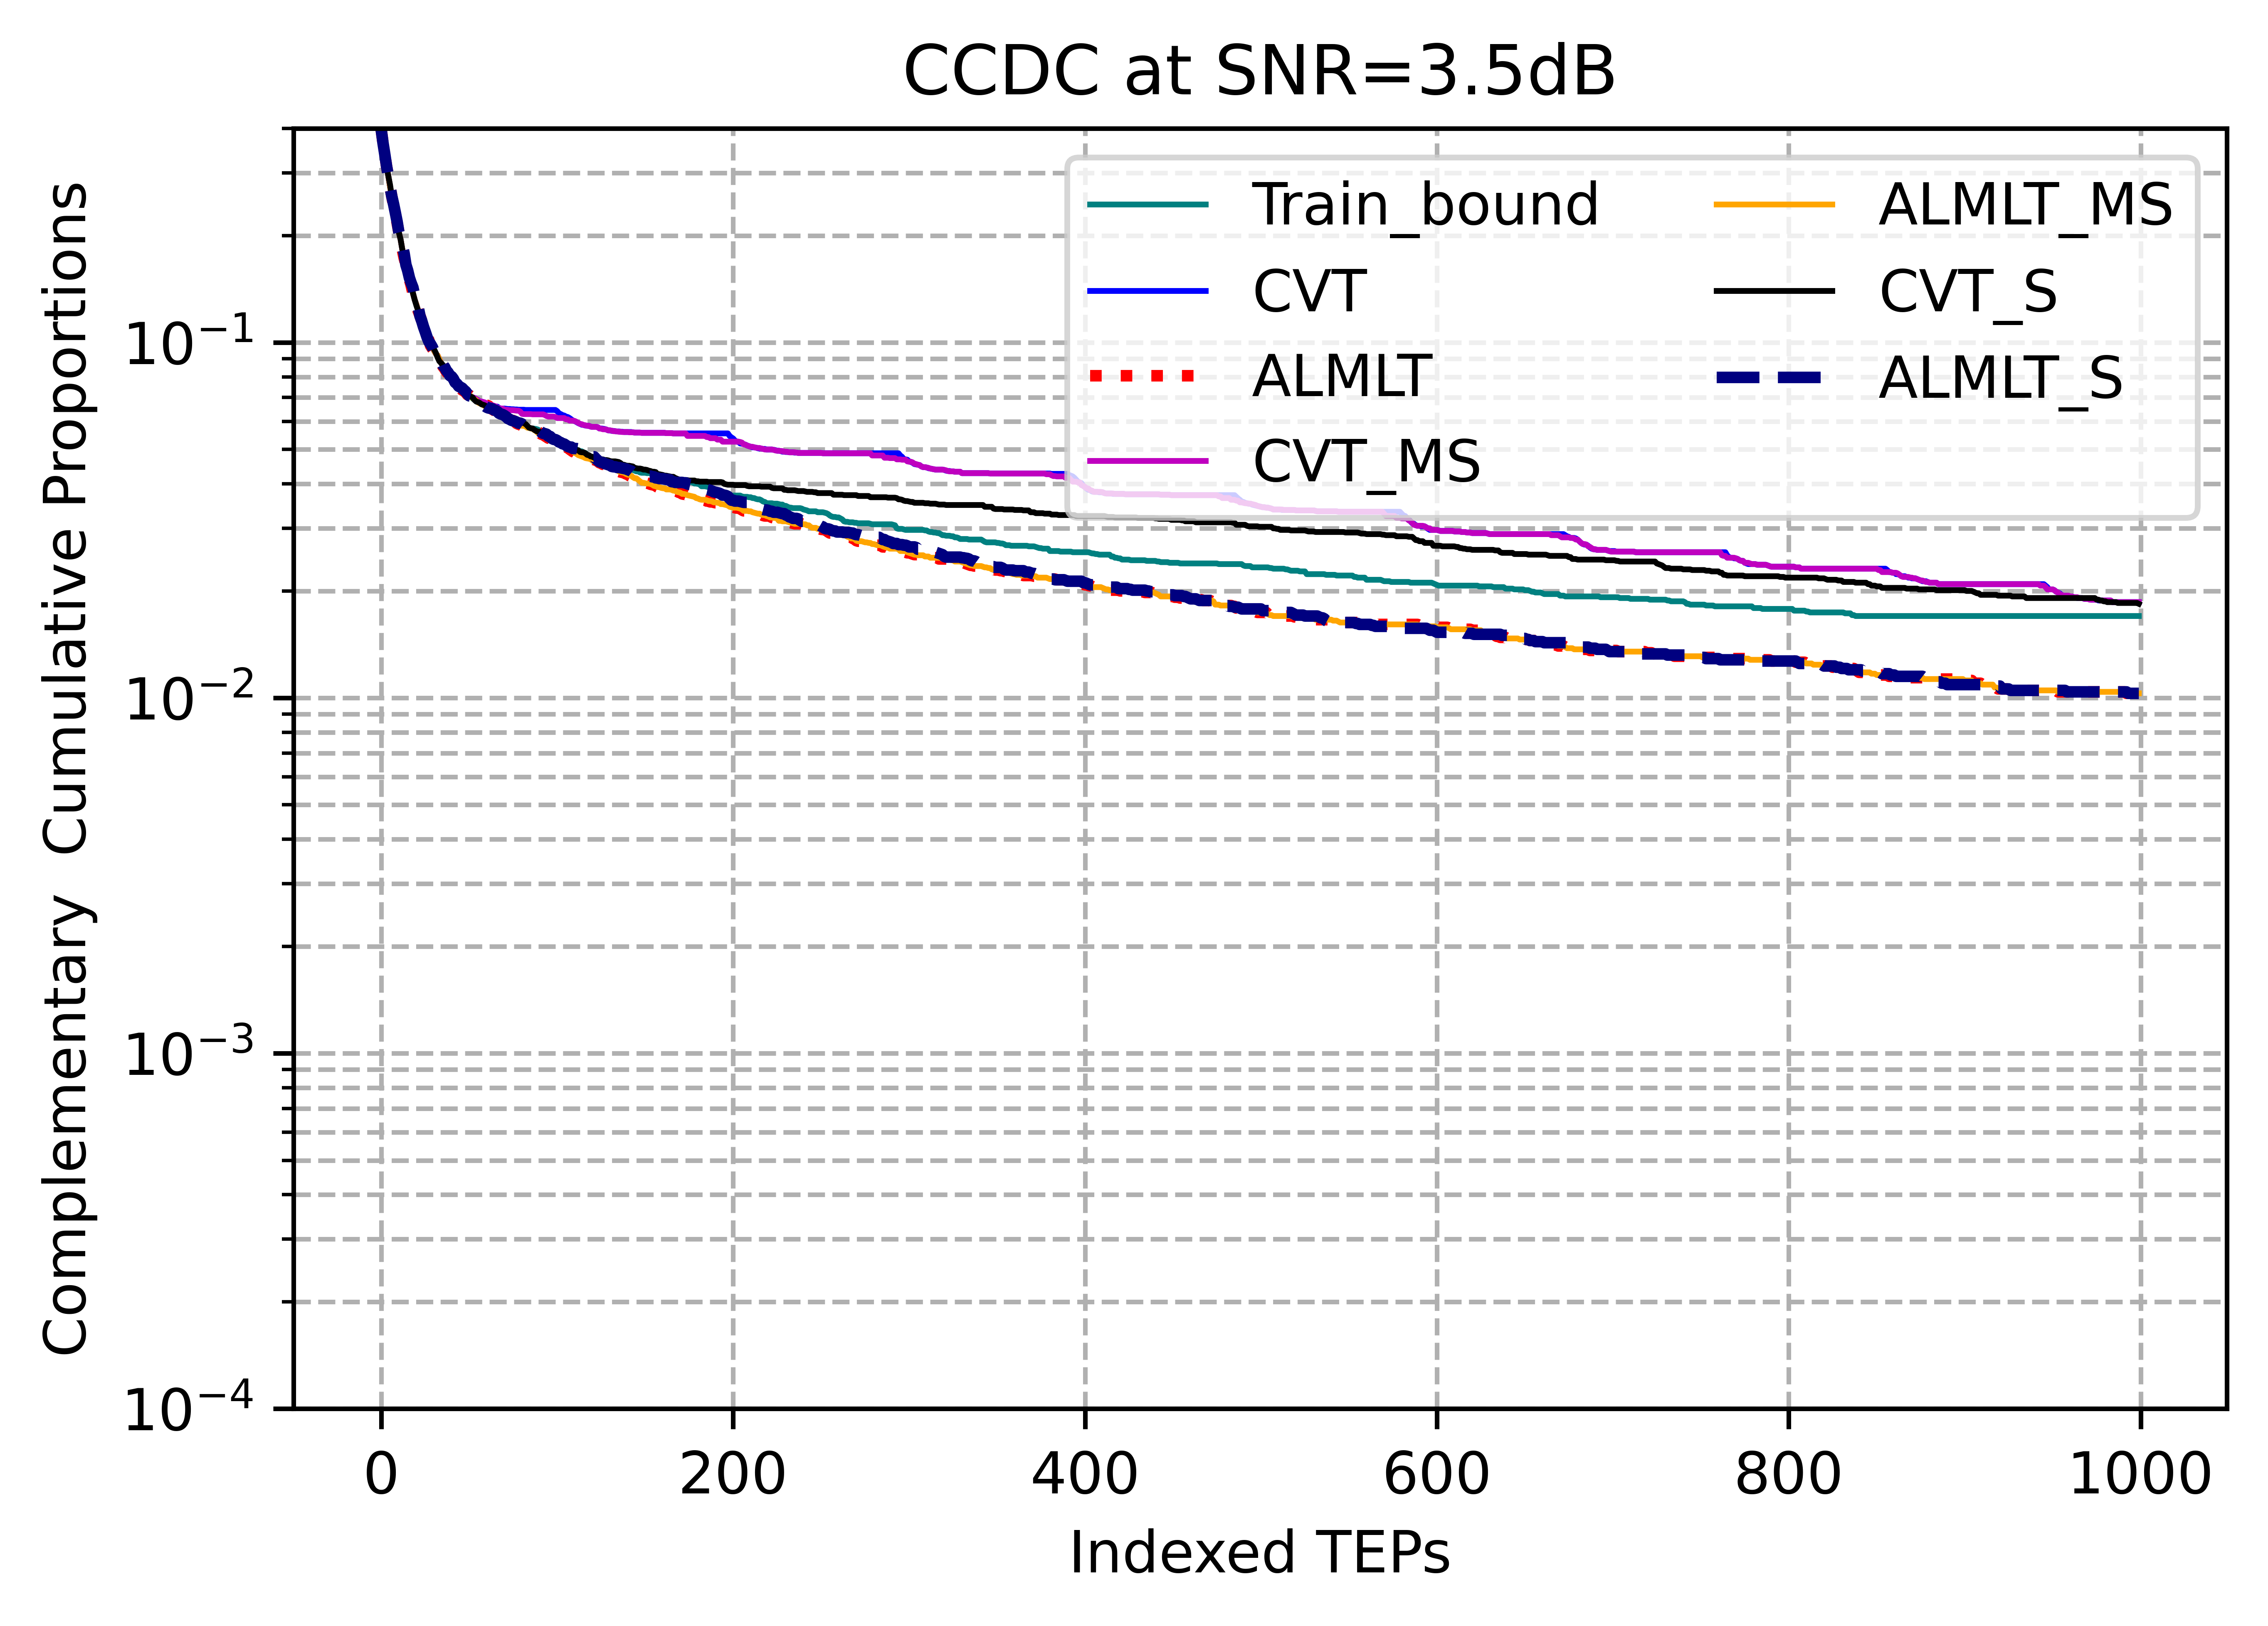 CCDC at SNR=3.5dB
Complementary  Cumulative Proportions
10⁻¹
10⁻²
10⁻³
10⁻⁴
Train_bound
CVT
ALMLT
CVT_MS
ALMLT_MS
CVT_S
ALMLT_S
0 200 400 600 800 1000
Indexed TEPs